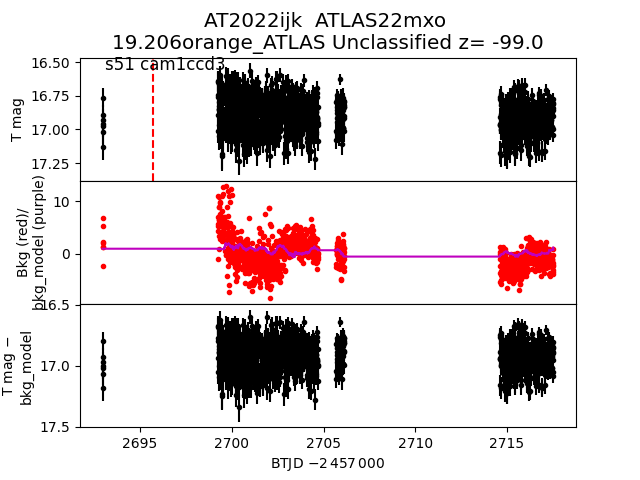 AT2022ijk  ATLAS22mxo
19.206orange_ATLAS Unclassified z= -99.0
s51 cam1ccd3
16.50
16.75
17.00
17.25
T mag
10
0
Bkg (red)/
bkg_model (purple)
16.5
17.0
17.5
T mag −
bkg_model
2695
2700
2705
2710
2715
BTJD −2 457 000